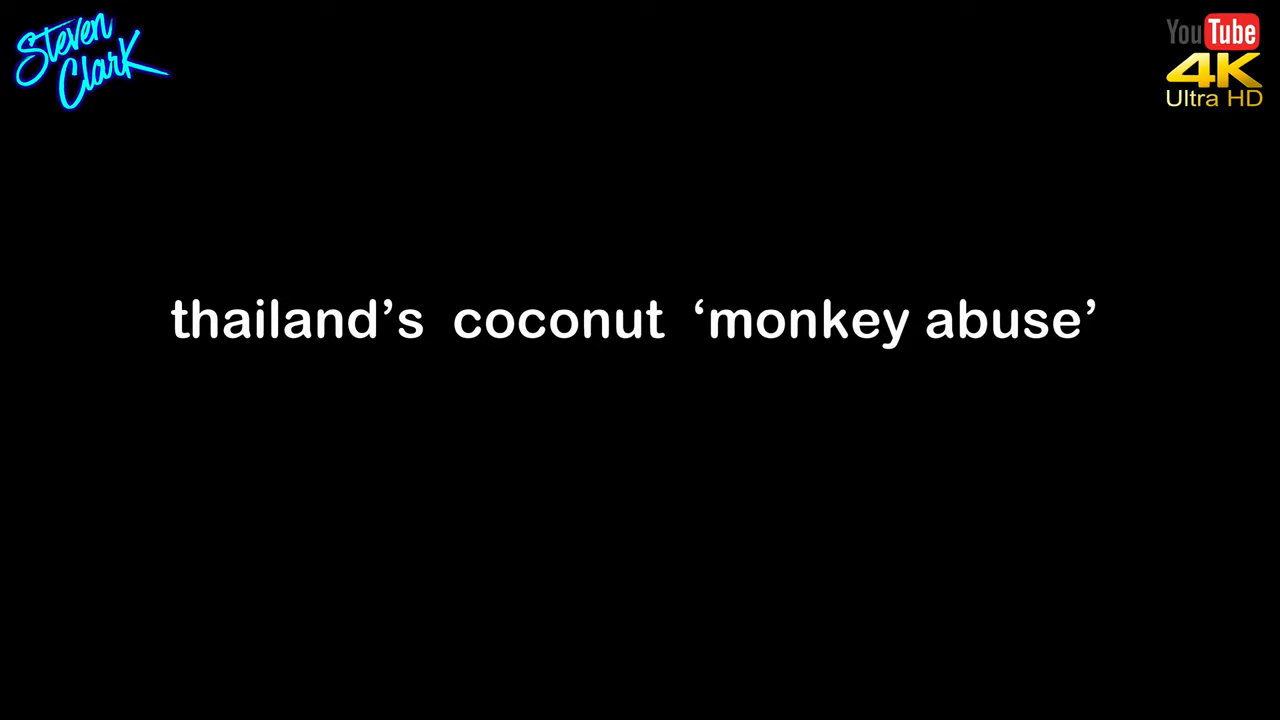 Steven
Clark
YouTube
4K
Ultra HD
thailand’s coconut ‘monkey abuse’